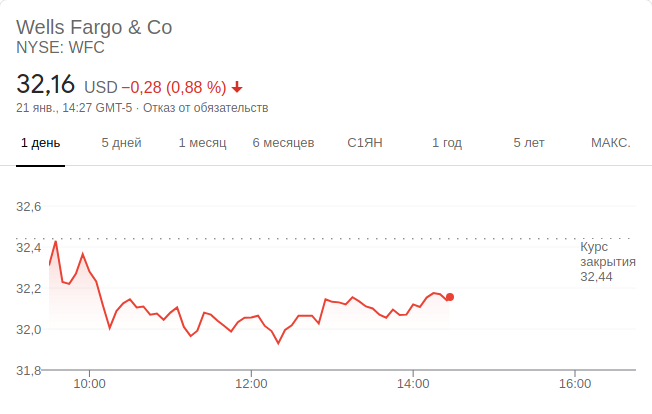 Wells Fargo & Co
NYSE: WFC
32,16 USD −0,28 (0,88 %)
21 янв., 14:27 GMT-5 · Отказ от обязательств
1 день 5 дней 1 месяц 6 месяцев С1ЯН 1 год 5 лет МАКС.
32,6
32,4
32,2
32,0
31,8
Курс
закрытия
32,44
10:00 12:00 14:00 16:00